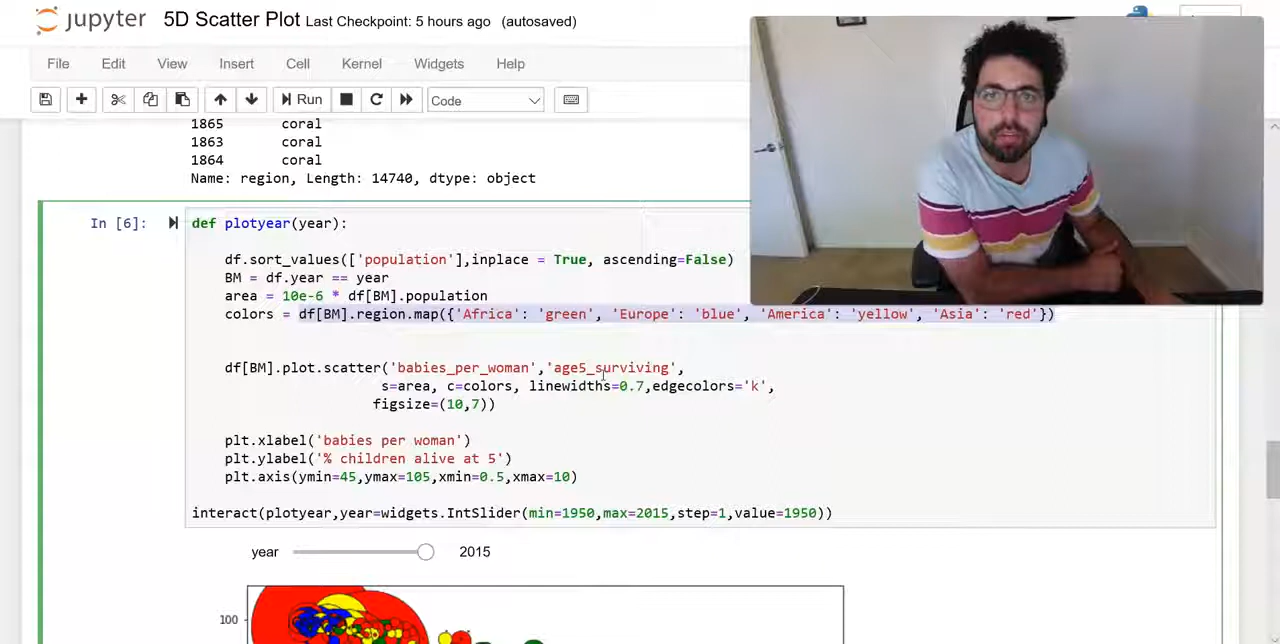 jupyter 5D Scatter Plot Last Checkpoint: 5 hours ago (autosaved)
File Edit View Insert Cell Kernel Widgets Help
Run Code
1865 coral
1863 coral
1864 coral
Name: region, Length: 14740, dtype: object
In [6]: def plotyear(year):
df.sort_values(['population'],inplace = True, ascending=False)
BM = df.year == year
area = 10e-6 * df[BM].population
colors = df[BM].region.map({'Africa': 'green', 'Europe': 'blue', 'America': 'yellow', 'Asia': 'red'})
df[BM].plot.scatter('babies_per_woman','age5_surviving',
s=area, c=colors, linewidths=0.7,edgecolors='k',
figsize=(10,7))
plt.xlabel('babies per woman')
plt.ylabel('% children alive at 5')
plt.axis(ymin=45,ymax=105,xmin=0.5,xmax=10)
interact(plotyear,year=widgets.IntSlider(min=1950,max=2015,step=1,value=1950))
year 2015
100